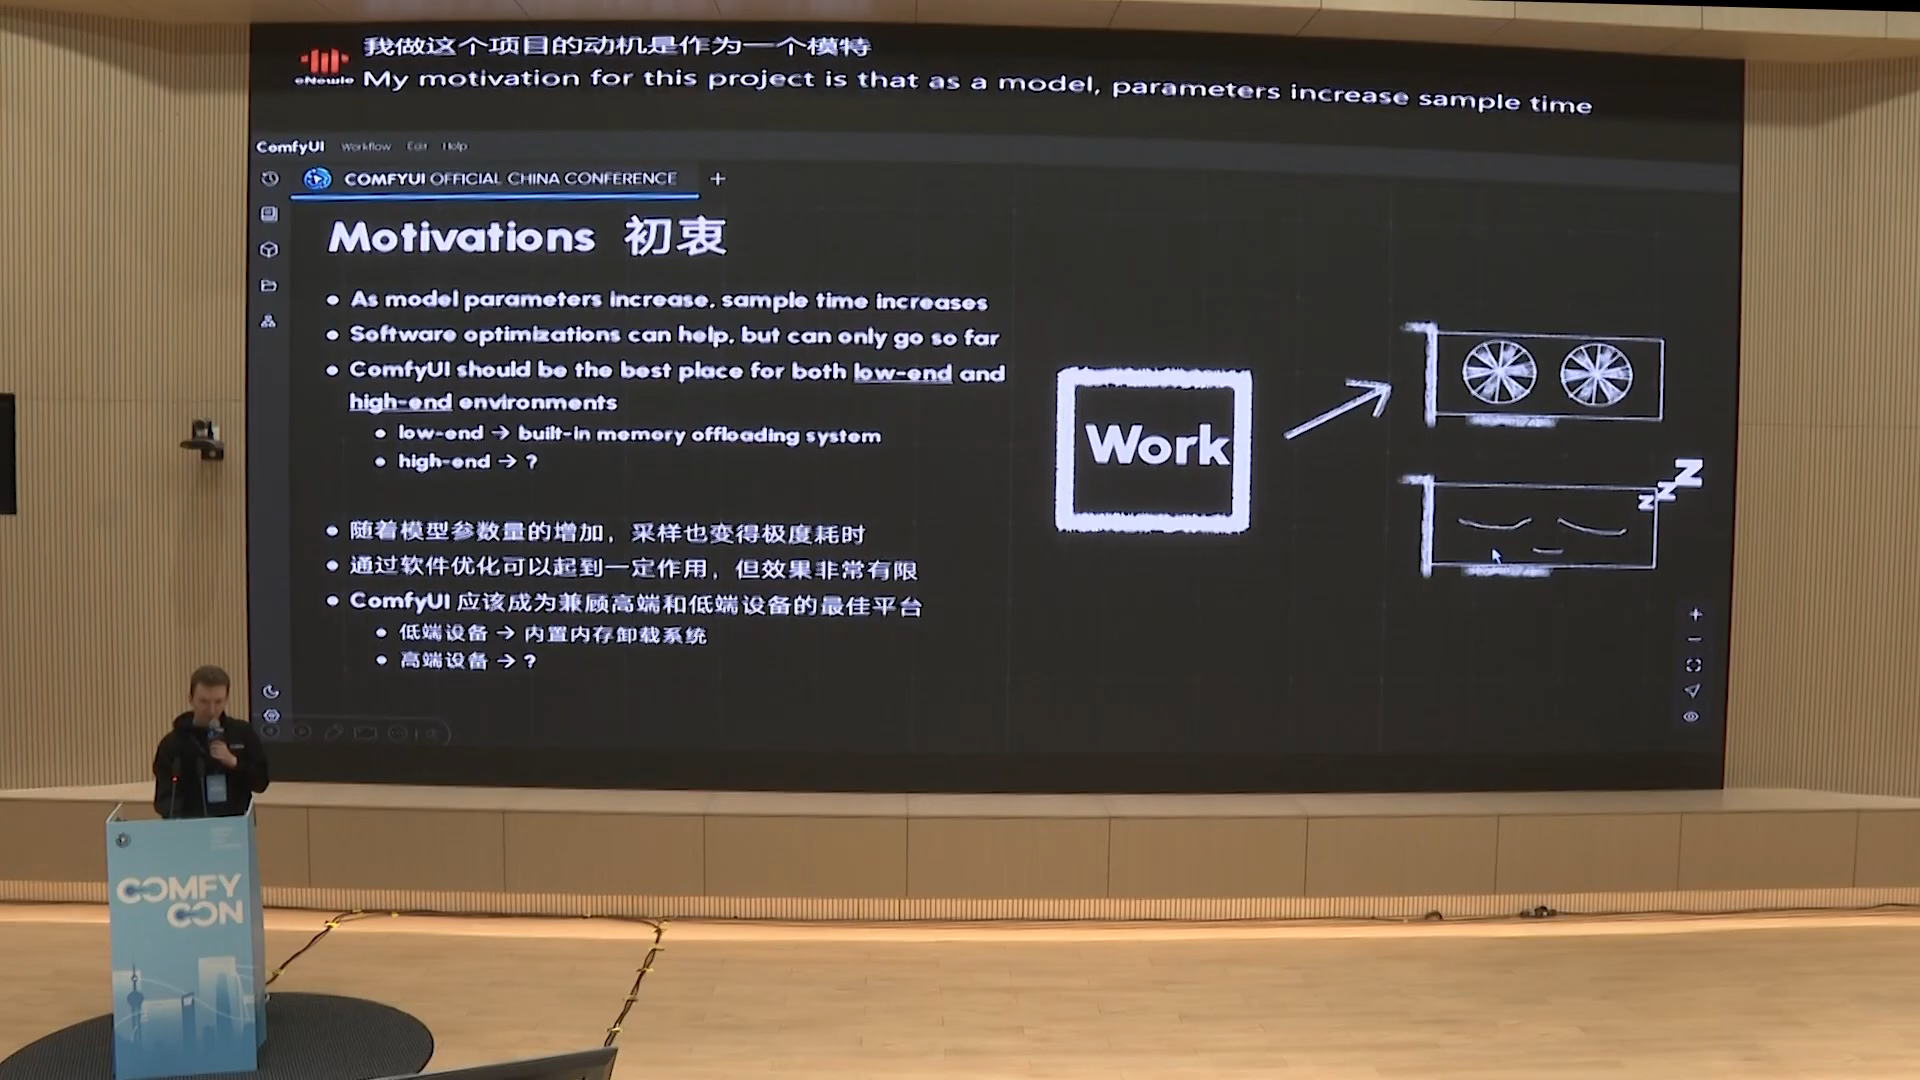 我做这个项目的动机是作为一个模特
eNewie My motivation for this project is that as a model, parameters increase sample time
ComfyUI Workflow Edit Help
COMFYUI OFFICIAL CHINA CONFERENCE +
Motivations 初衷
• As model parameters increase, sample time increases
• Software optimizations can help, but can only go so far
• ComfyUI should be the best place for both low-end and
high-end environments
• low-end → built-in memory offloading system
• high-end → ?
• 随着模型参数量的增加，采样也变得极度耗时
• 通过软件优化可以起到一定作用，但效果非常有限
• ComfyUI 应该成为兼顾高端和低端设备的最佳平台
• 低端设备 → 内置内存卸载系统
• 高端设备 → ?
Work
z z Z
COMFY
CON